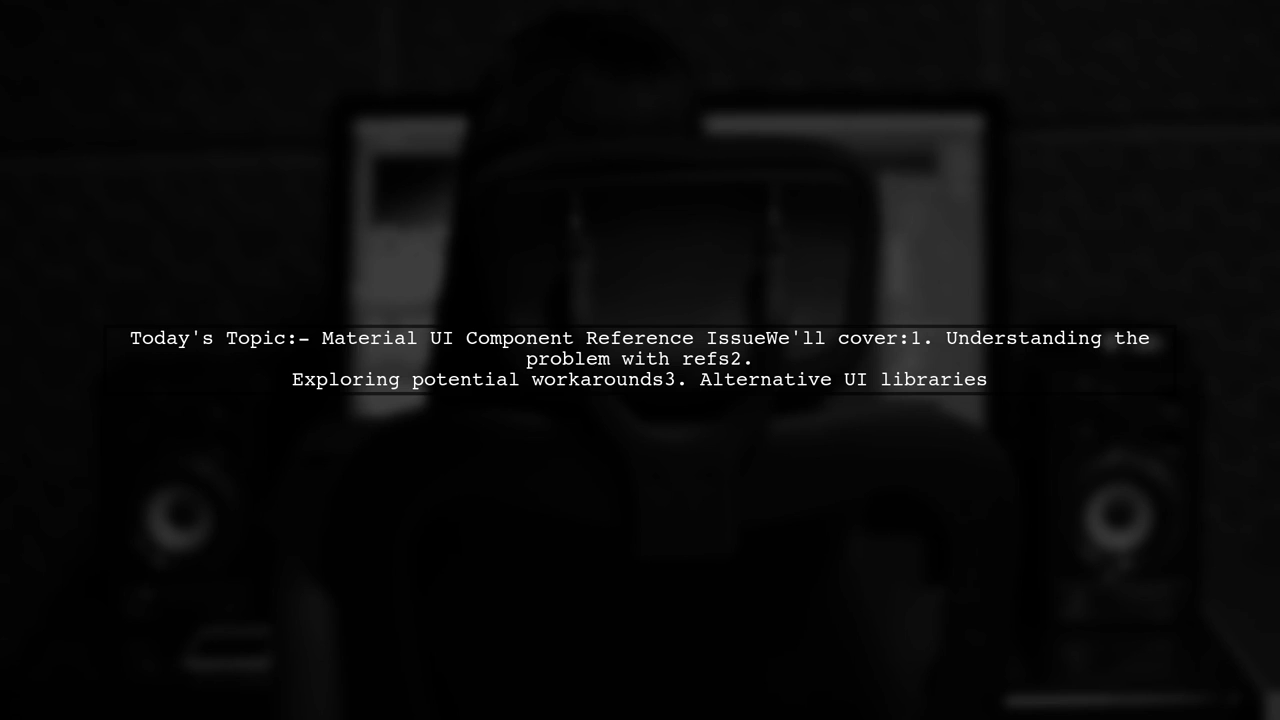 Today's Topic:- Material UI Component Reference IssueWe'll cover:1. Understanding the
problem with refs2.
Exploring potential workarounds3. Alternative UI libraries